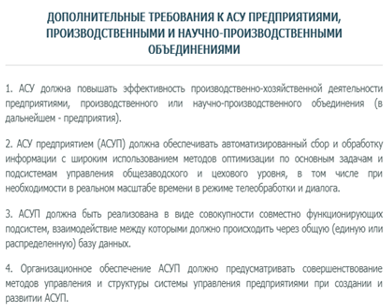 ДОПОЛНИТЕЛЬНЫЕ ТРЕБОВАНИЯ К АСУ ПРЕДПРИЯТИЯМИ,
ПРОИЗВОДСТВЕННЫМИ И НАУЧНО-ПРОИЗВОДСТВЕННЫМИ
ОБЪЕДИНЕНИЯМИ
1. АСУ должна повышать эффективность производственно-хозяйственной деятельности
предприятиями, производственного или научно-производственного объединения (в
дальнейшем - предприятия).
2. АСУ предприятием (АСУП) должна обеспечивать автоматизированный сбор и обработку
информации с широким использованием методов оптимизации по основным задачам и
подсистемам управления общезаводского и цехового уровня, в том числе при
необходимости в реальном масштабе времени в режиме телеобработки и диалога.
3. АСУП должна быть реализована в виде совокупности совместно функционирующих
подсистем, взаимодействие между которыми должно происходить через общую (единую или
распределенную) базу данных.
4. Организационное обеспечение АСУП должно предусматривать совершенствование
методов управления и структуры системы управления предприятиями при создании и
развитии АСУП.